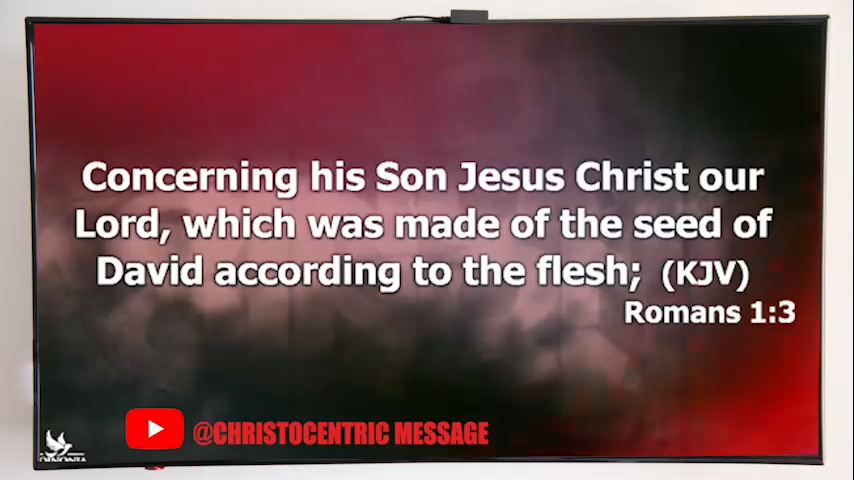 Concerning his Son Jesus Christ our
Lord, which was made of the seed of
David according to the flesh; (KJV)
Romans 1:3
@CHRISTOCENTRIC MESSAGE